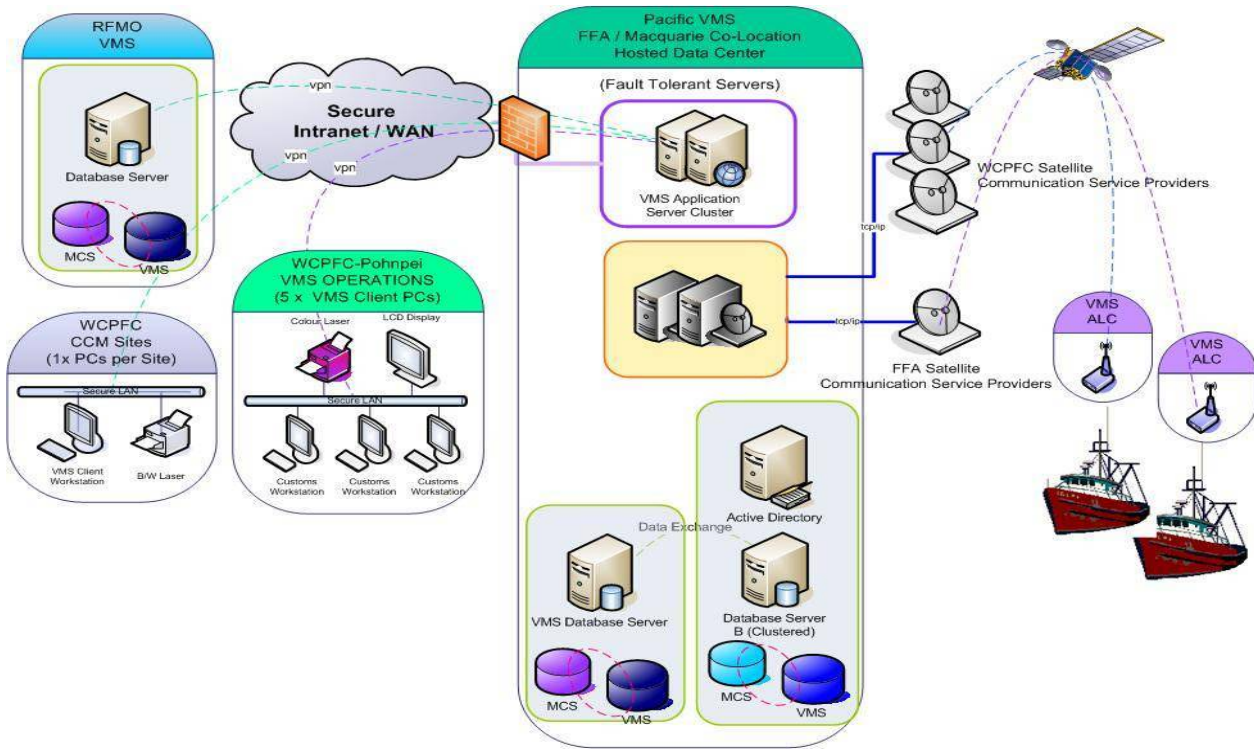 RFMO
VMS
Database Server
MCS
VMS
vpn
Secure
Intranet / WAN
vpn
vpn
WCPFC
CCM Sites
(1x PCs per Site)
Secure LAN
VMS Client
Workstation
B/W Laser
WCPFC-Pohnpei
VMS OPERATIONS
(5 x VMS Client PCs)
Colour Laser
LCD Display
Secure LAN
Customs
Workstation
Customs
Workstation
Customs
Workstation
Pacific VMS
FFA / Macquarie Co-Location
Hosted Data Center
(Fault Tolerant Servers)
VMS Application
Server Cluster
tcp/ip
tcp/ip
Active Directory
Data Exchange
VMS Database Server
MCS
VMS
Database Server
B (Clustered)
MCS
VMS
WCPFC Satellite
Communication Service Providers
FFA Satellite
Communication Service Providers
VMS
ALC
VMS
ALC